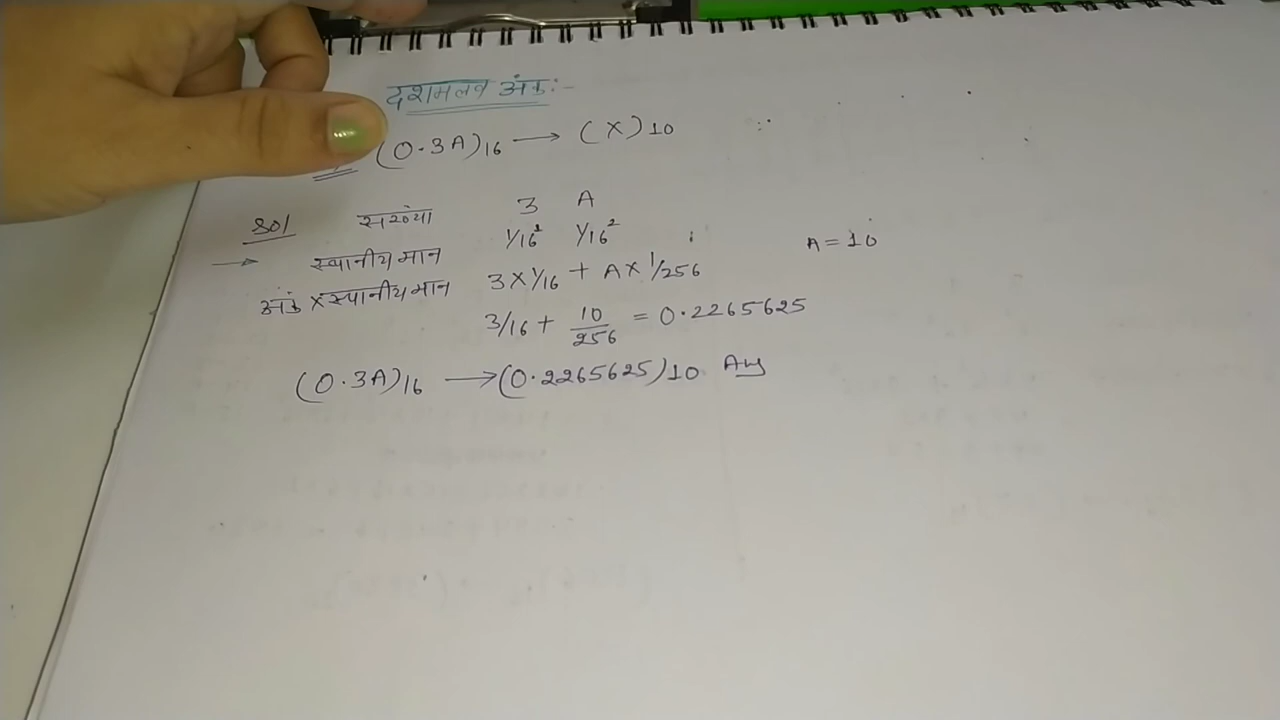 दशमलव अंक:-
(0.3A)16 → (X)10
Sol संख्या 3 A
→ स्थानीय मान 1/16¹ 1/16²
A = 10
अंक x स्थानीय मान 3 x 1/16 + A x 1/256
3/16 + 10/256 = 0.2265625
(0.3A)16 → (0.2265625)10 Ans